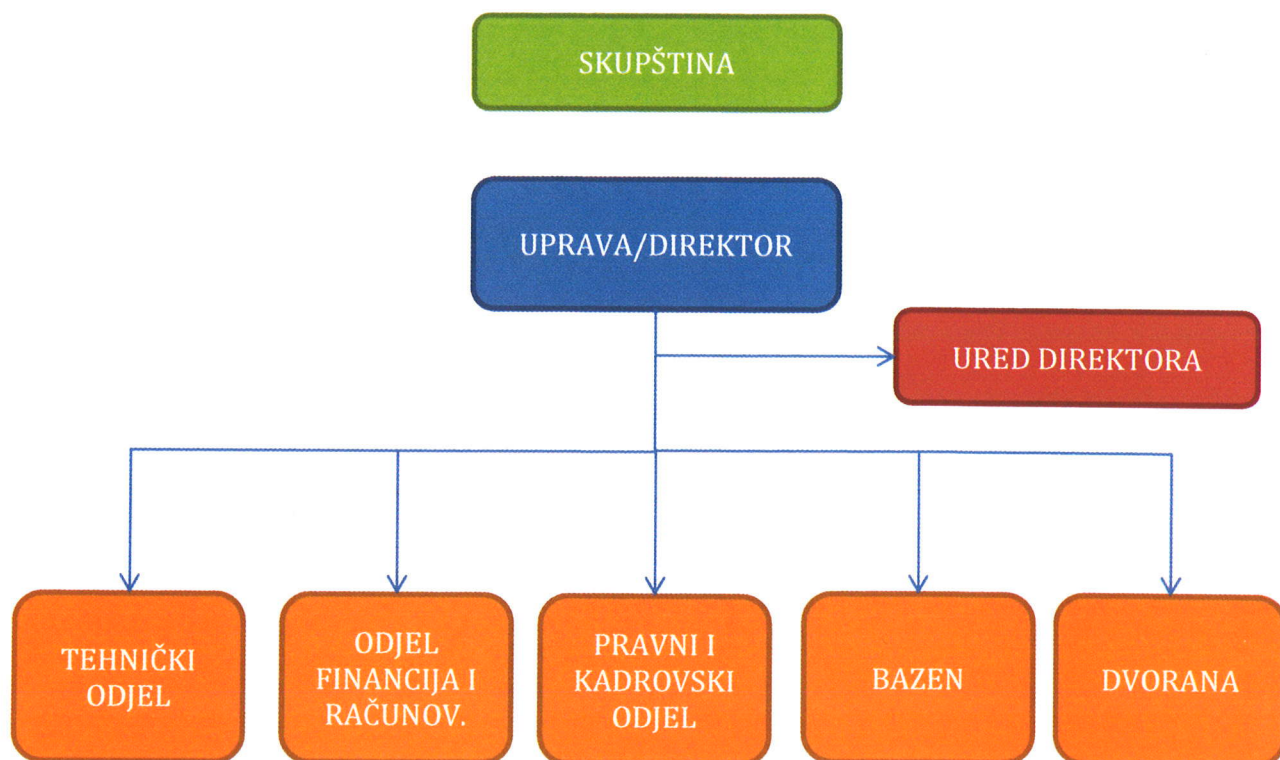 SKUPŠTINA
UPRAVA/DIREKTOR
URED DIREKTORA
TEHNIČKI
ODJEL
ODJEL
FINANCIJA I
RAČUNOV.
PRAVNI I
KADROVSKI
ODJEL
BAZEN
DVORANA